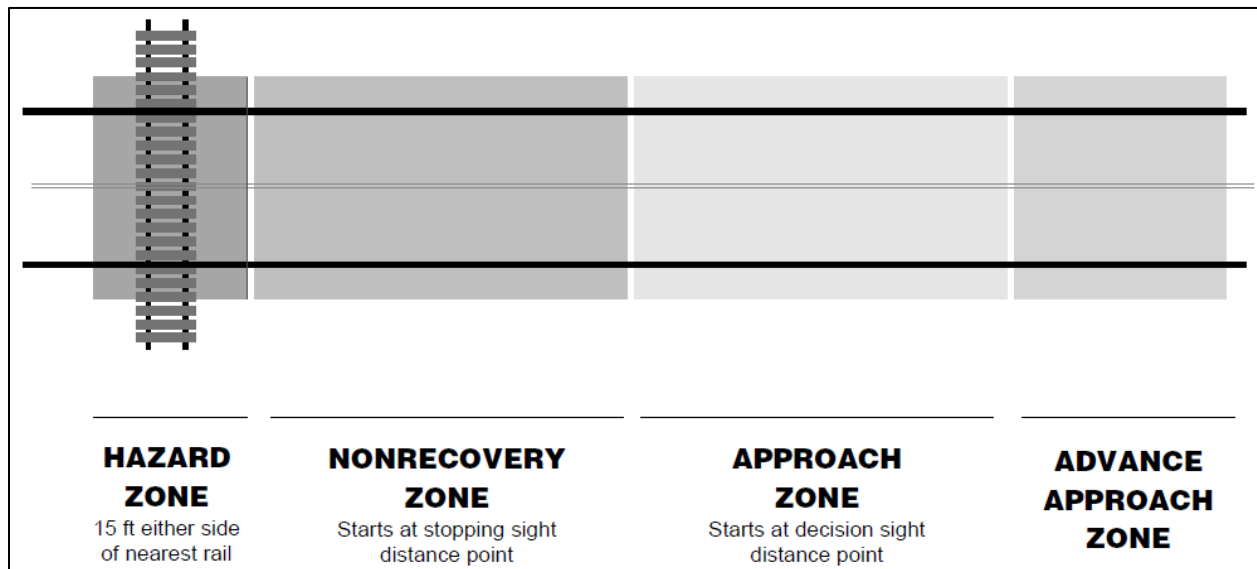 HAZARD
ZONE
15 ft either side
of nearest rail
NONRECOVERY
ZONE
Starts at stopping sight
distance point
APPROACH
ZONE
Starts at decision sight
distance point
ADVANCE
APPROACH
ZONE